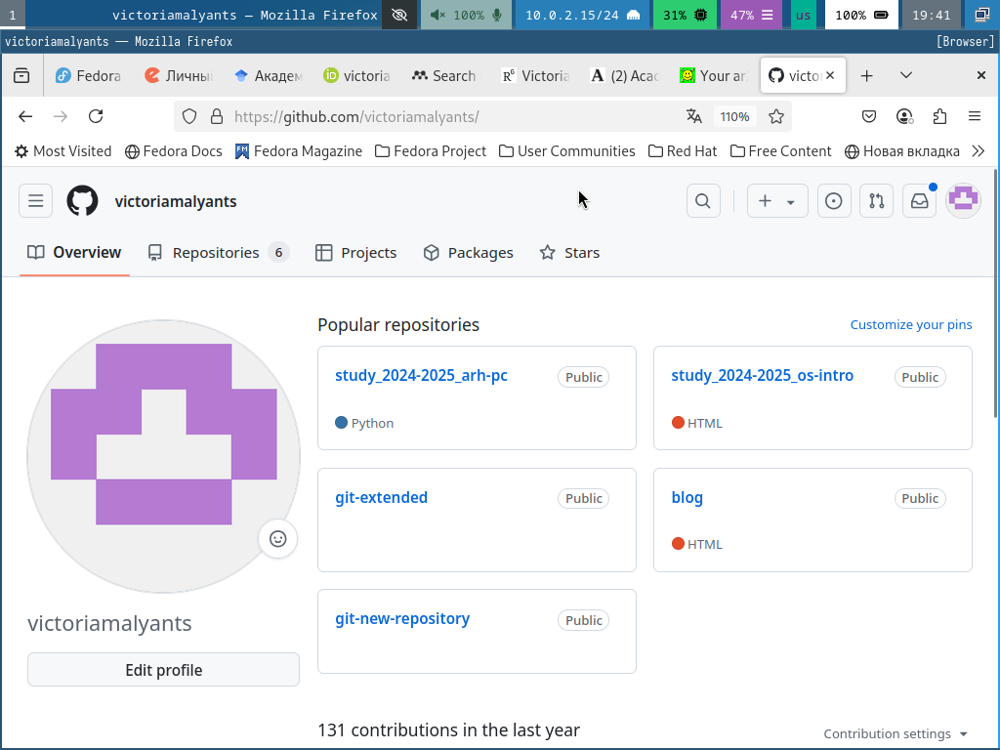 1 victoriamalyants — Mozilla Firefox 100% 10.0.2.15/24 31% 47% us 100% 19:41
victoriamalyants — Mozilla Firefox [Browser]
Fedora Личны Академ victoria Search Victoria (2) Acac Your ar victo
https://github.com/victoriamalyants/ 110%
Most Visited Fedora Docs Fedora Magazine Fedora Project User Communities Red Hat Free Content Новая вкладка
victoriamalyants
Overview Repositories 6 Projects Packages Stars
Popular repositories Customize your pins
study_2024-2025_arh-pc Public
Python
study_2024-2025_os-intro Public
HTML
git-extended Public
blog Public
HTML
git-new-repository Public
victoriamalyants
Edit profile
131 contributions in the last year Contribution settings